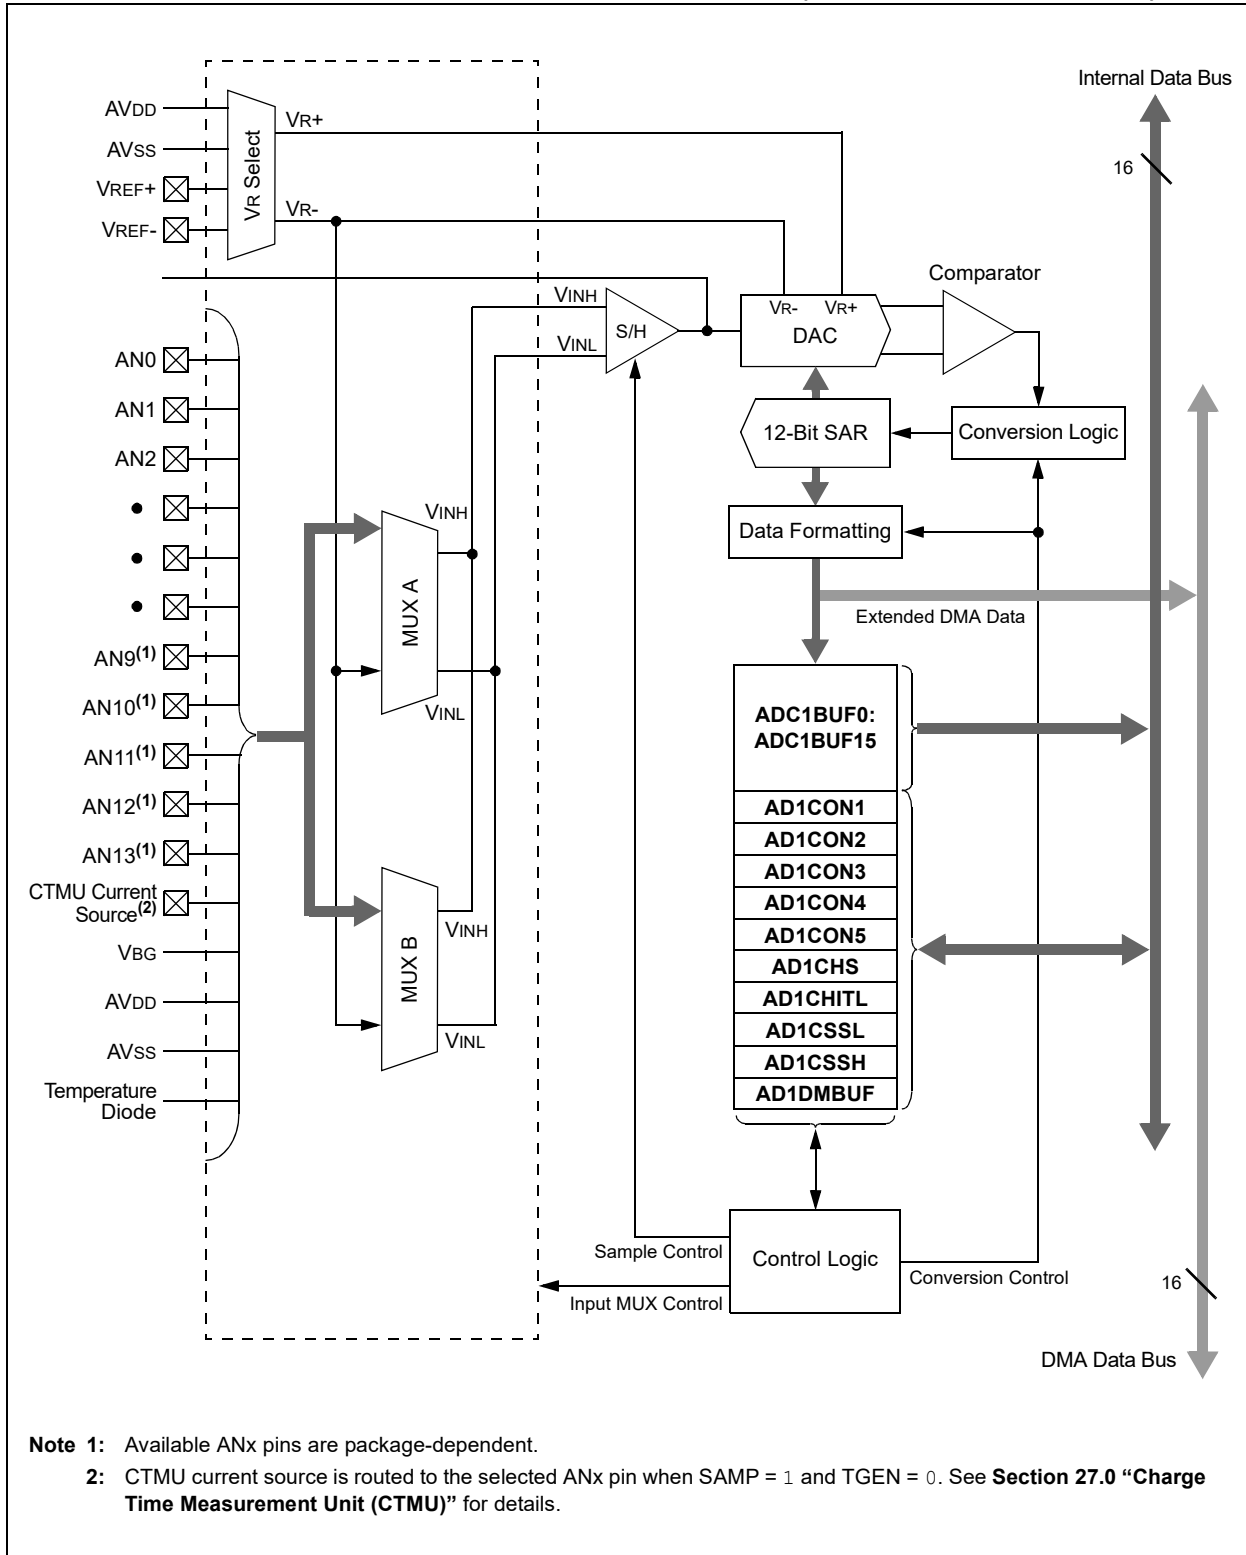 Internal Data Bus
16
AVDD
AVSS
VREF+
VREF-
VR Select
VR+
VR-
Comparator
VINH
VINL
S/H
VR- VR+
DAC
12-Bit SAR
Conversion Logic
Data Formatting
Extended DMA Data
AN0
AN1
AN2
•
•
•
AN9(1)
AN10(1)
AN11(1)
AN12(1)
AN13(1)
CTMU Current
Source(2)
VBG
AVDD
AVSS
Temperature
Diode
VINH
MUX A
VINL
MUX B
VINH
VINL
ADC1BUF0:
ADC1BUF15
AD1CON1
AD1CON2
AD1CON3
AD1CON4
AD1CON5
AD1CHS
AD1CHITL
AD1CSSL
AD1CSSH
AD1DMBUF
Sample Control
Control Logic
Input MUX Control
Conversion Control
16
DMA Data Bus
Note 1: Available ANx pins are package-dependent.
2: CTMU current source is routed to the selected ANx pin when SAMP = 1 and TGEN = 0. See Section 27.0 “Charge
Time Measurement Unit (CTMU)” for details.